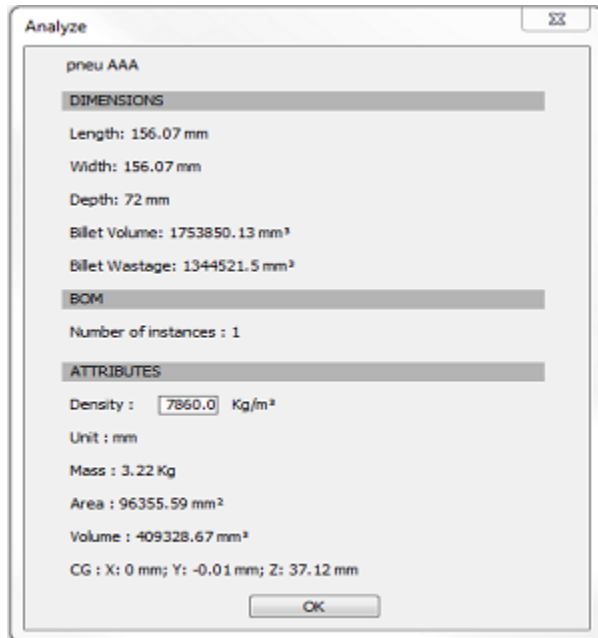 Analyze
pneu AAA
DIMENSIONS
Length: 156.07 mm
Width: 156.07 mm
Depth: 72 mm
Billet Volume: 1753850.13 mm³
Billet Wastage: 1344521.5 mm³
BOM
Number of instances : 1
ATTRIBUTES
Density : 7860.0 Kg/m³
Unit : mm
Mass : 3.22 Kg
Area : 96355.59 mm²
Volume : 409328.67 mm³
CG : X: 0 mm; Y: -0.01 mm; Z: 37.12 mm
OK